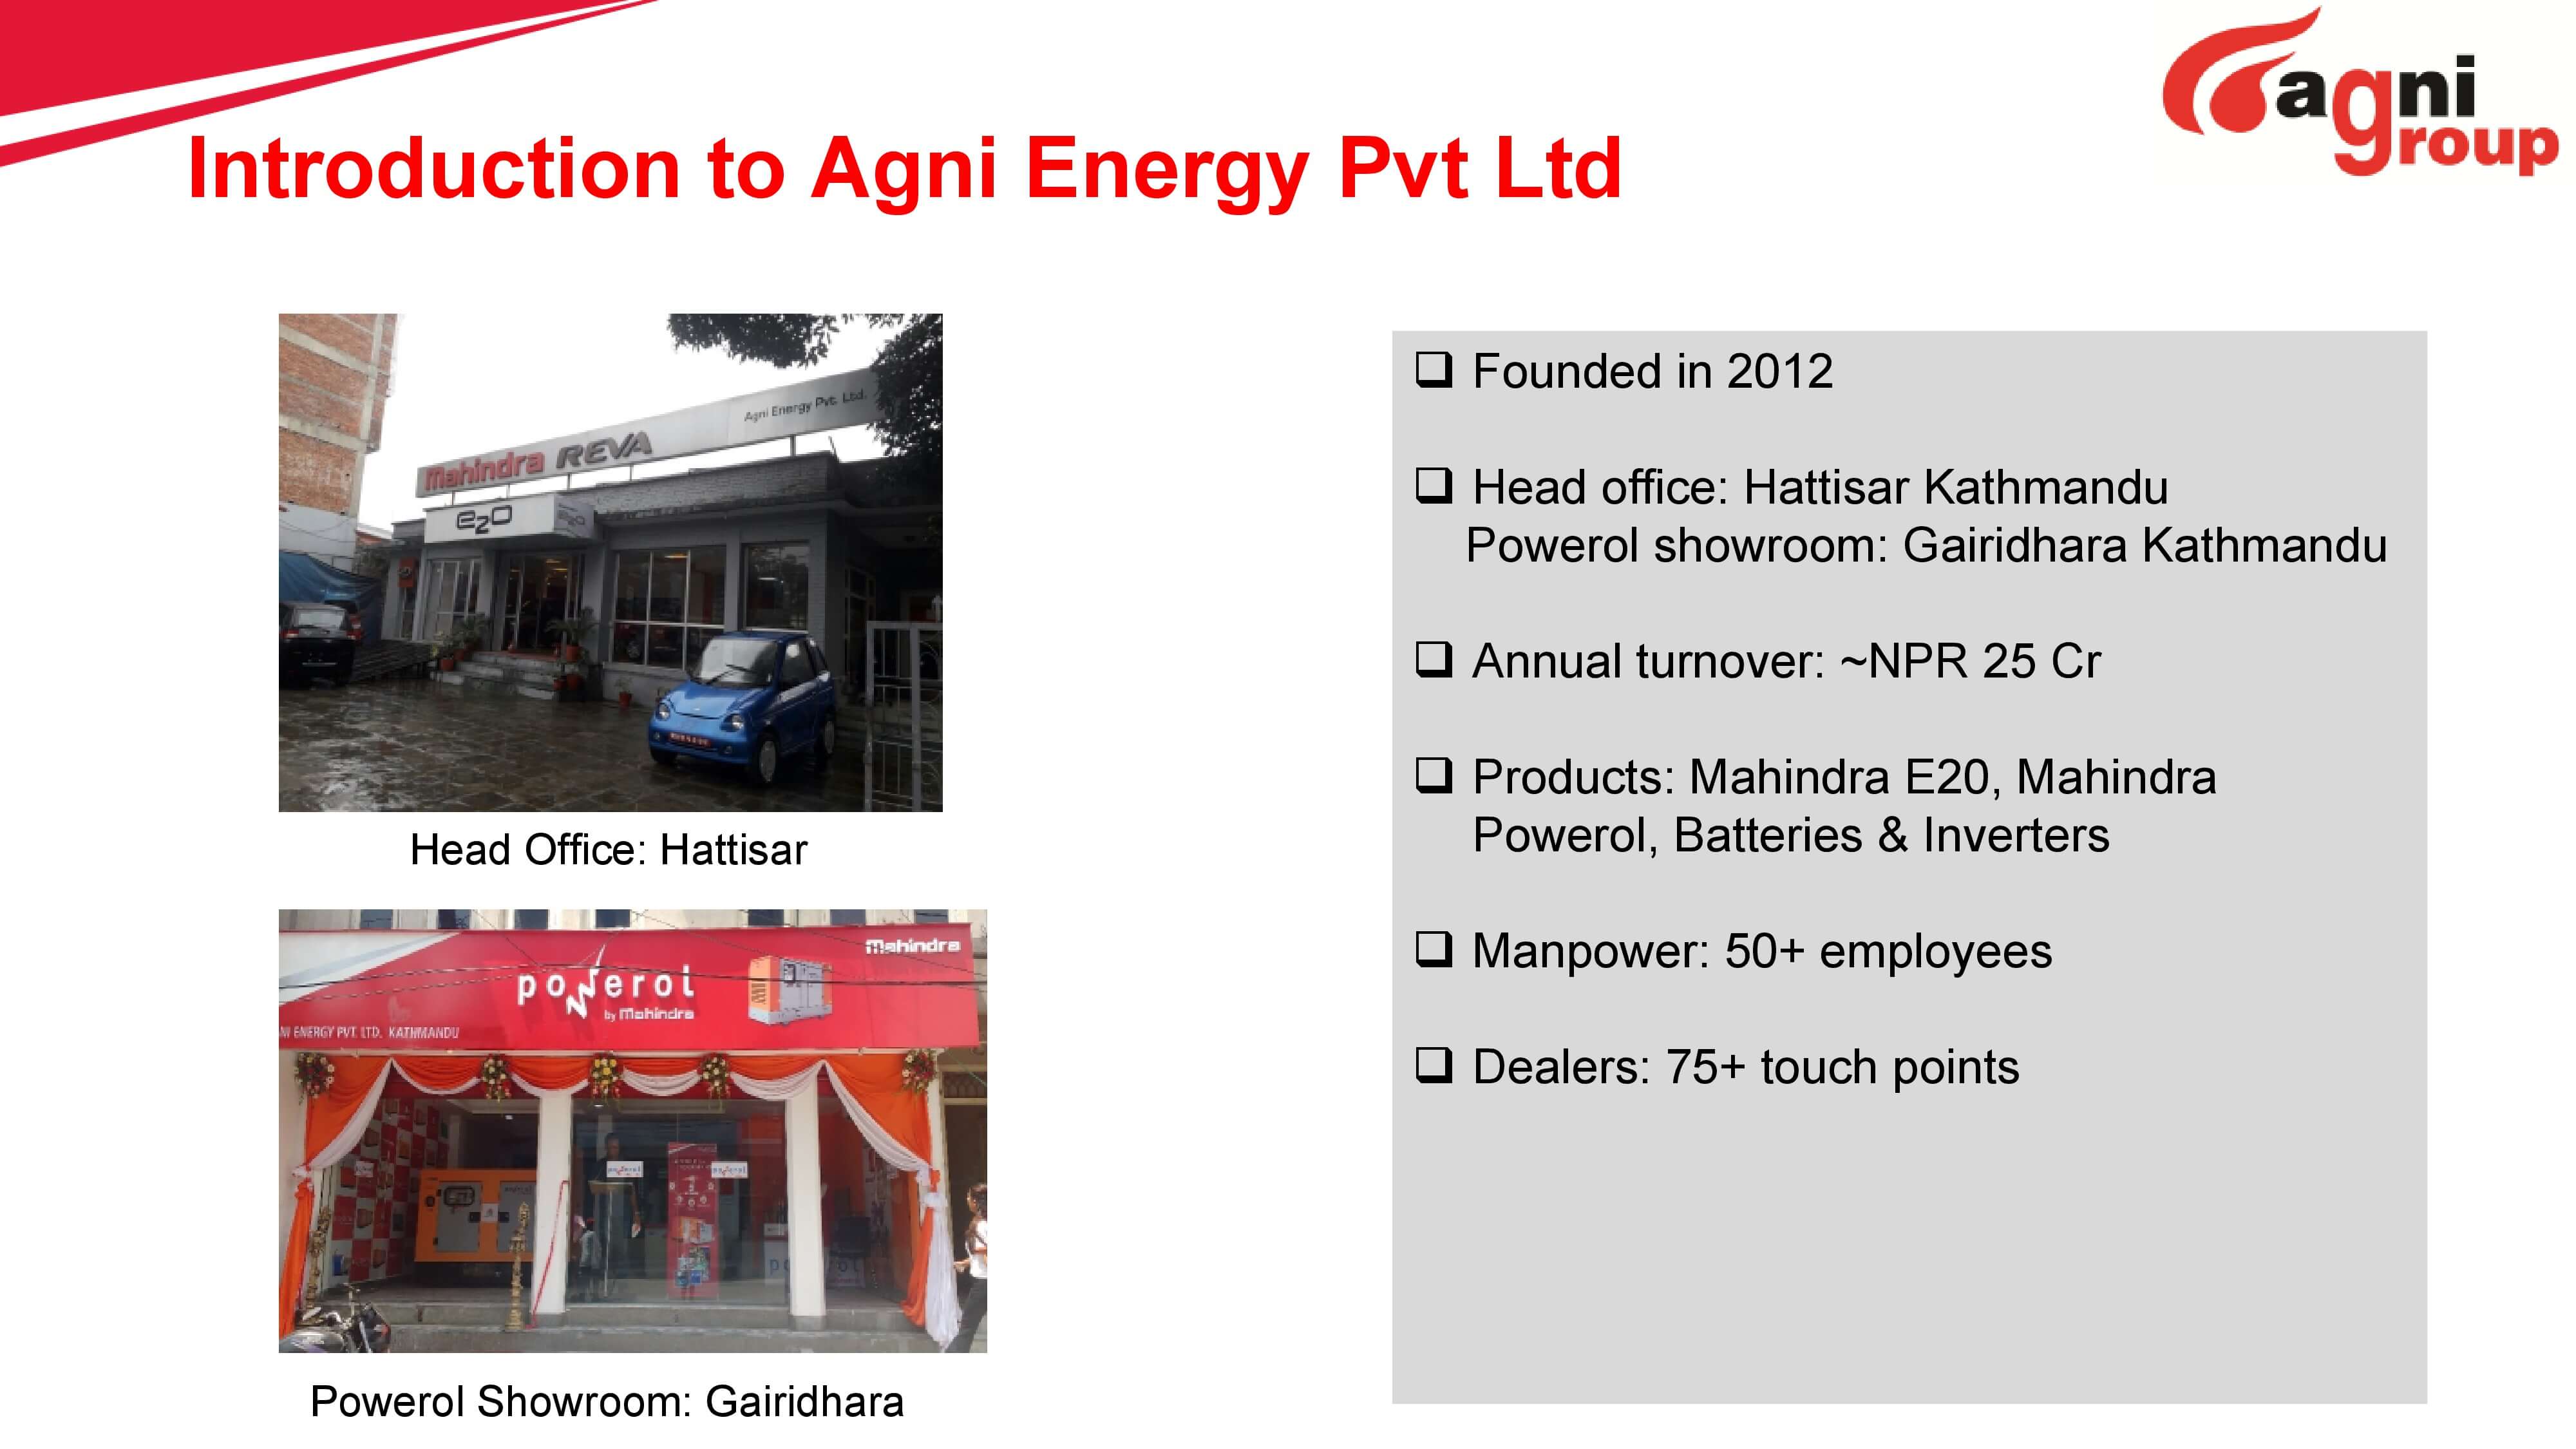 agni
group
Introduction to Agni Energy Pvt Ltd
Agni Energy Pvt. Ltd.
Mahindra REVA
e2o
Head Office: Hattisar
Mahindra
powerol
by Mahindra
NI ENERGY PVT. LTD. KATHMANDU
powerol
powerol
Powerol Showroom: Gairidhara
❑ Founded in 2012
❑ Head office: Hattisar Kathmandu
Powerol showroom: Gairidhara Kathmandu
❑ Annual turnover: ~NPR 25 Cr
❑ Products: Mahindra E20, Mahindra
Powerol, Batteries & Inverters
❑ Manpower: 50+ employees
❑ Dealers: 75+ touch points